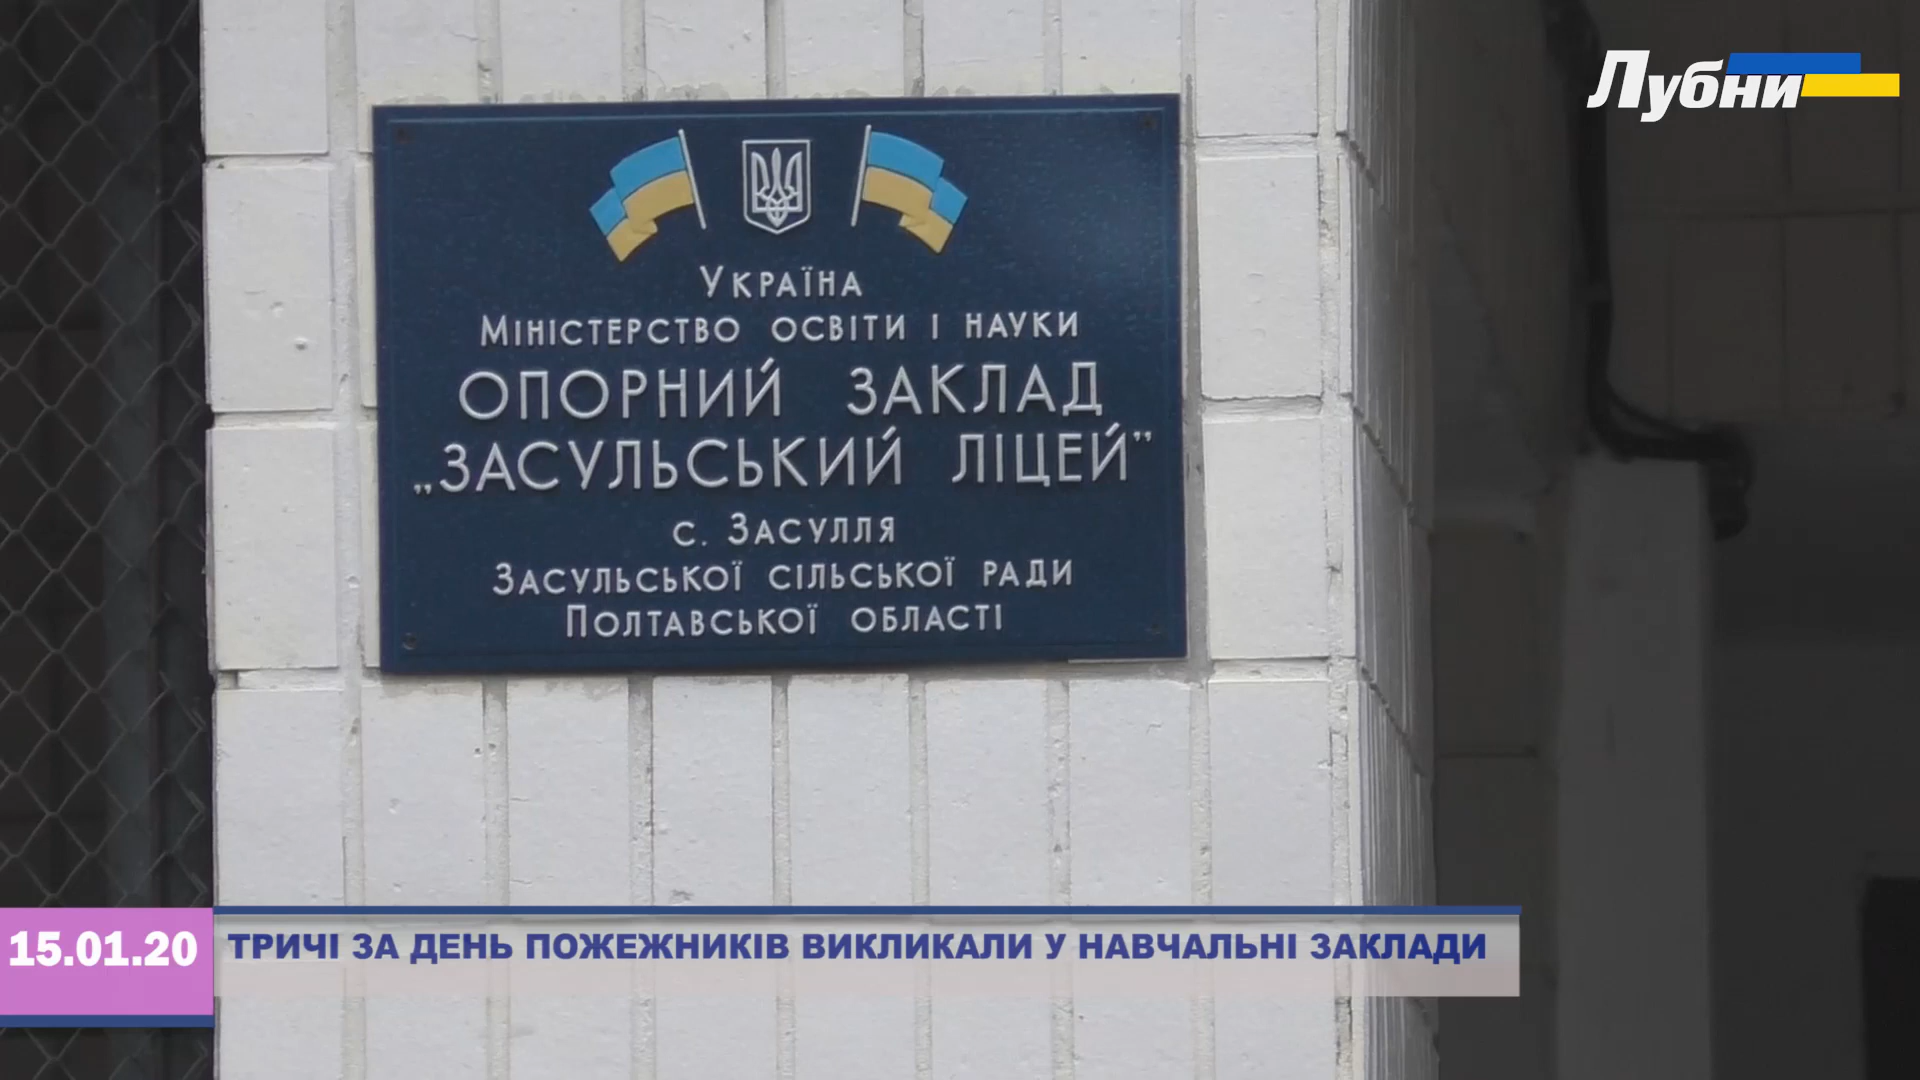 Лубни
Україна
Міністерство освіти і науки
ОПОРНИЙ ЗАКЛАД
„ЗАСУЛЬСЬКИЙ ЛІЦЕЙ”
с. Засулля
Засульської сільської ради
Полтавської області
15.01.20 ТРИЧІ ЗА ДЕНЬ ПОЖЕЖНИКІВ ВИКЛИКАЛИ У НАВЧАЛЬНІ ЗАКЛАДИ